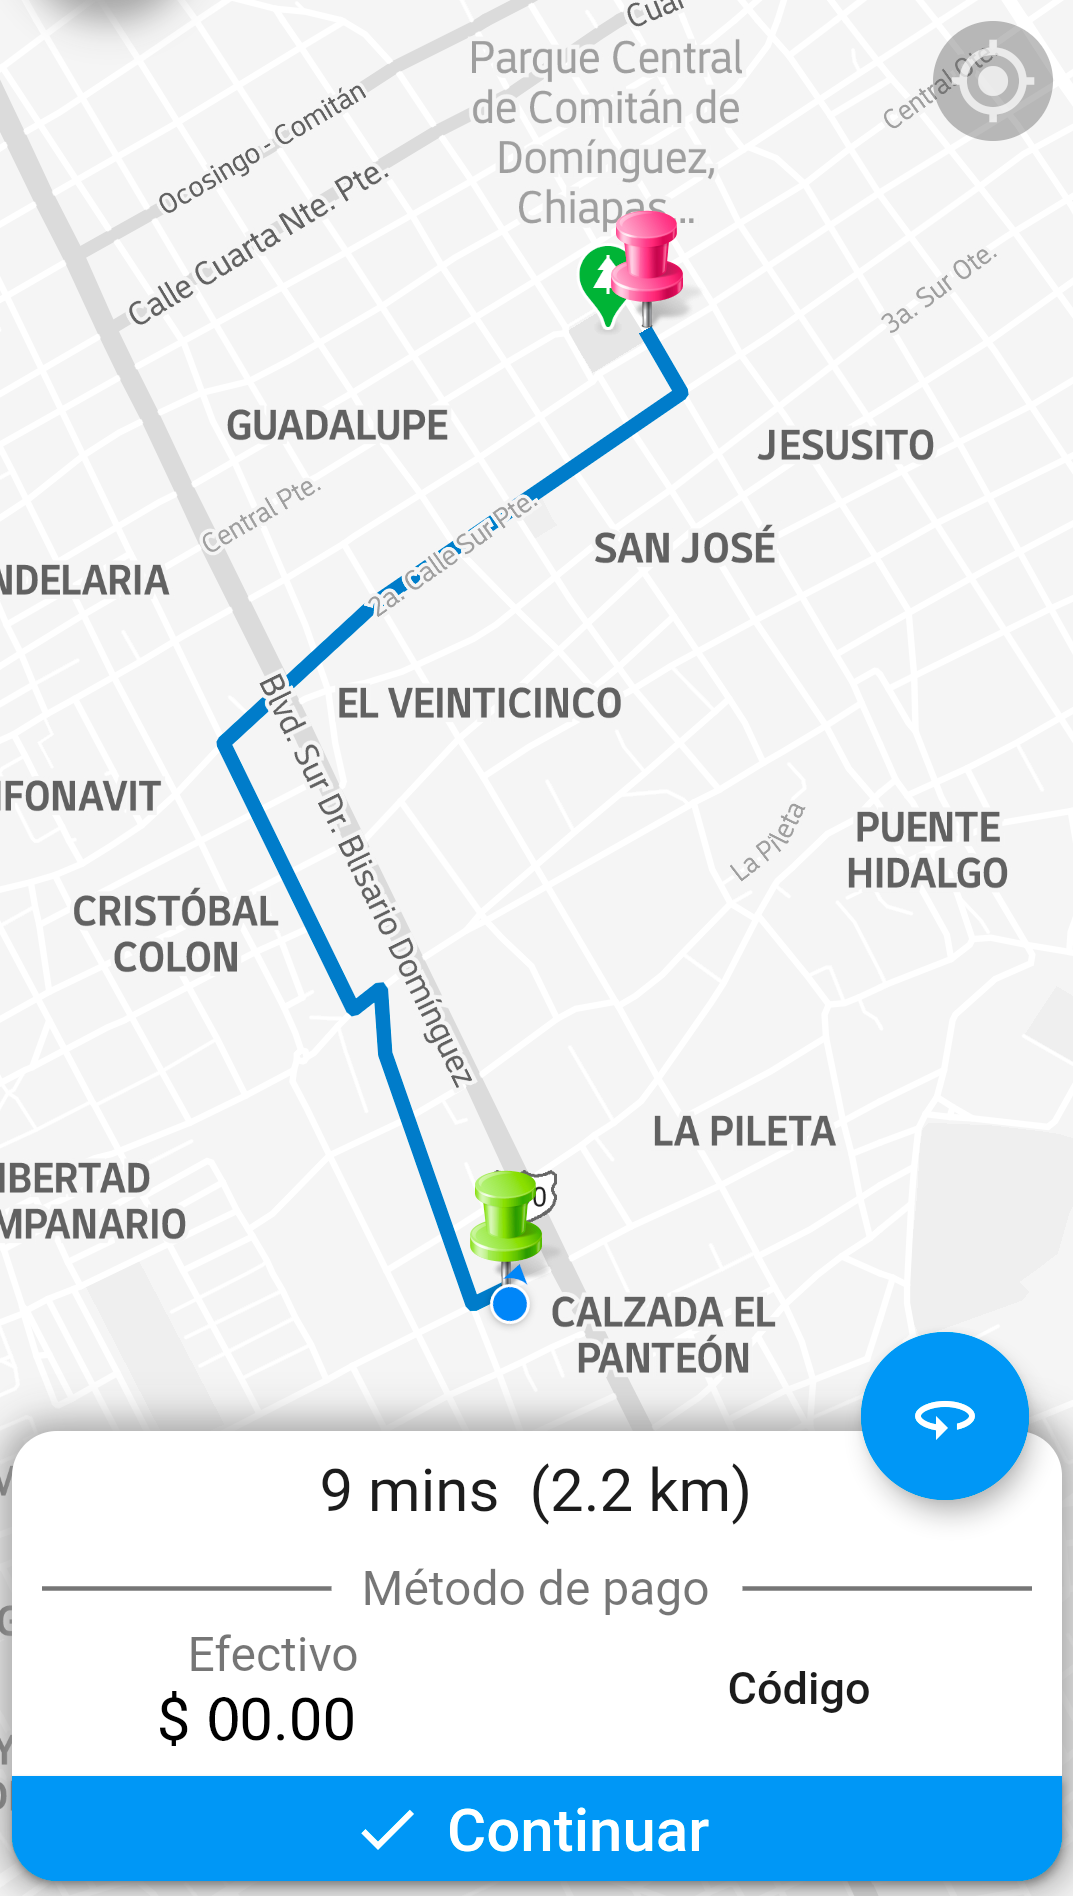 Cuar
Parque Central
de Comitán de
Domínguez,
Chiapas...
Central Ote.
Ocosingo - Comitán
Calle Cuarta Nte. Pte.
3a. Sur Ote.
GUADALUPE
JESUSITO
Central Pte.
2a. Calle Sur Pte.
SAN JOSÉ
NDELARIA
Blvd. Sur Dr. Blisario Domínguez
EL VEINTICINCO
IFONAVIT
La Pileta
PUENTE
HIDALGO
CRISTÓBAL
COLON
LA PILETA
IBERTAD
MPANARIO
0
CALZADA EL
PANTEÓN
9 mins (2.2 km)
Método de pago
Efectivo
$ 00.00
Código
Continuar